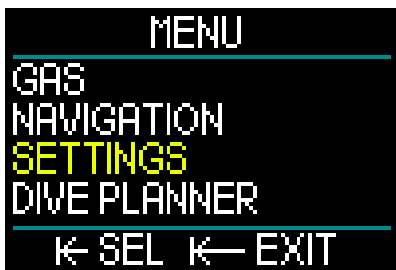 MENU
GAS
NAVIGATION
SETTINGS
DIVE PLANNER
SEL EXIT